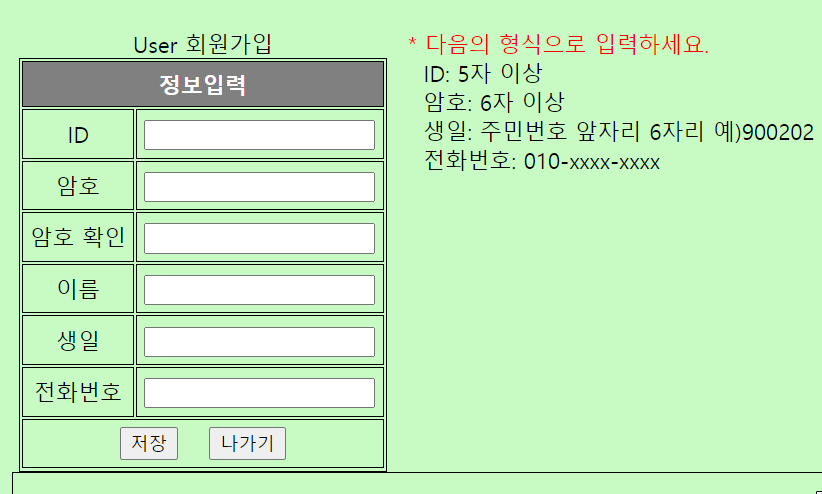 User 회원가입
정보입력
ID
암호
암호 확인
이름
생일
전화번호
저장 나가기
* 다음의 형식으로 입력하세요.
ID: 5자 이상
암호: 6자 이상
생일: 주민번호 앞자리 6자리 예)900202
전화번호: 010-xxxx-xxxx